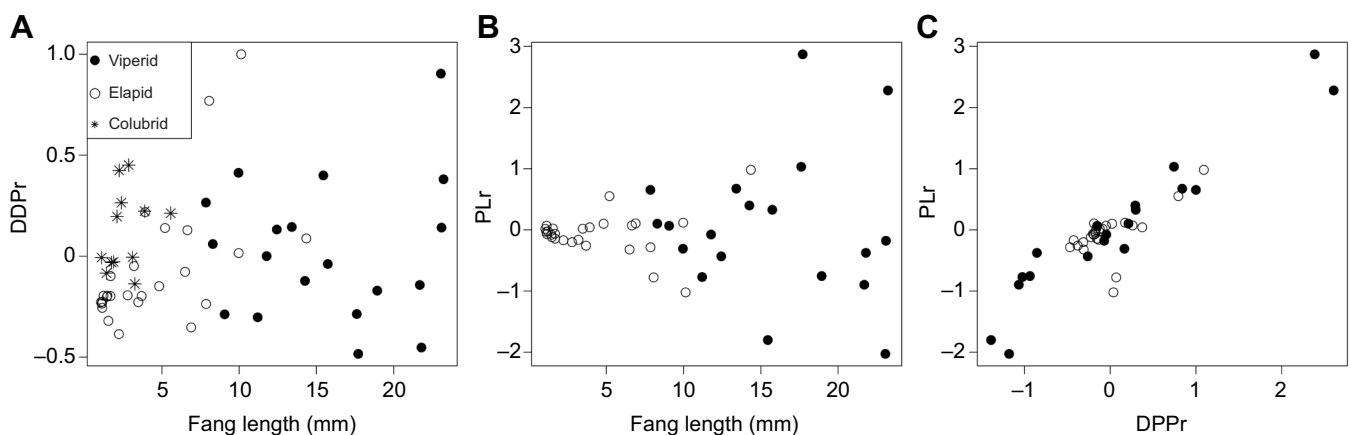 A
DDPr
1.0
0.5
0
–0.5
Viperid
Elapid
Colubrid
5 10 15 20
Fang length (mm)
B
PLr
3
2
1
0
–1
–2
5 10 15 20
Fang length (mm)
C
PLr
3
2
1
0
–1
–2
–1 0 1 2
DPPr